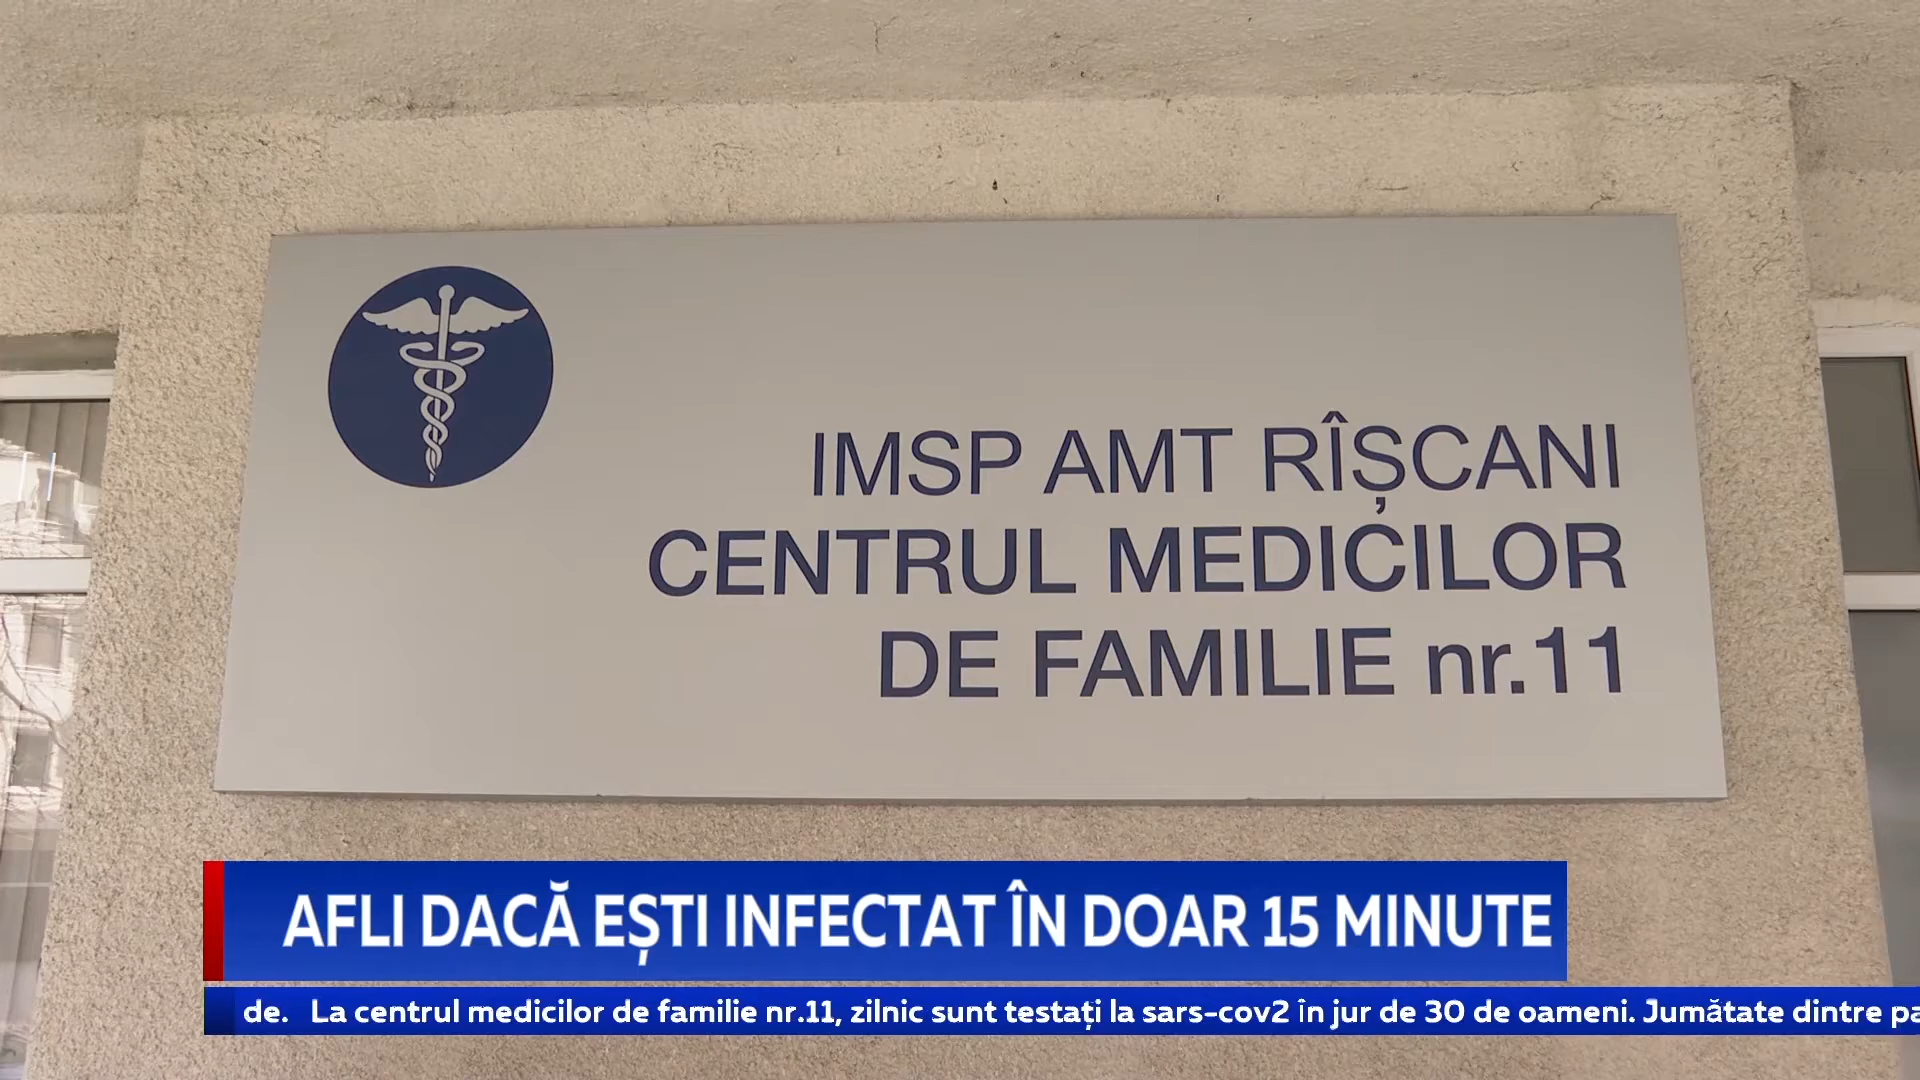 IMSP AMT RÎȘCANI
CENTRUL MEDICILOR
DE FAMILIE nr.11
AFLI DACĂ EȘTI INFECTAT ÎN DOAR 15 MINUTE
de. La centrul medicilor de familie nr.11, zilnic sunt testați la sars-cov2 în jur de 30 de oameni. Jumătate dintre